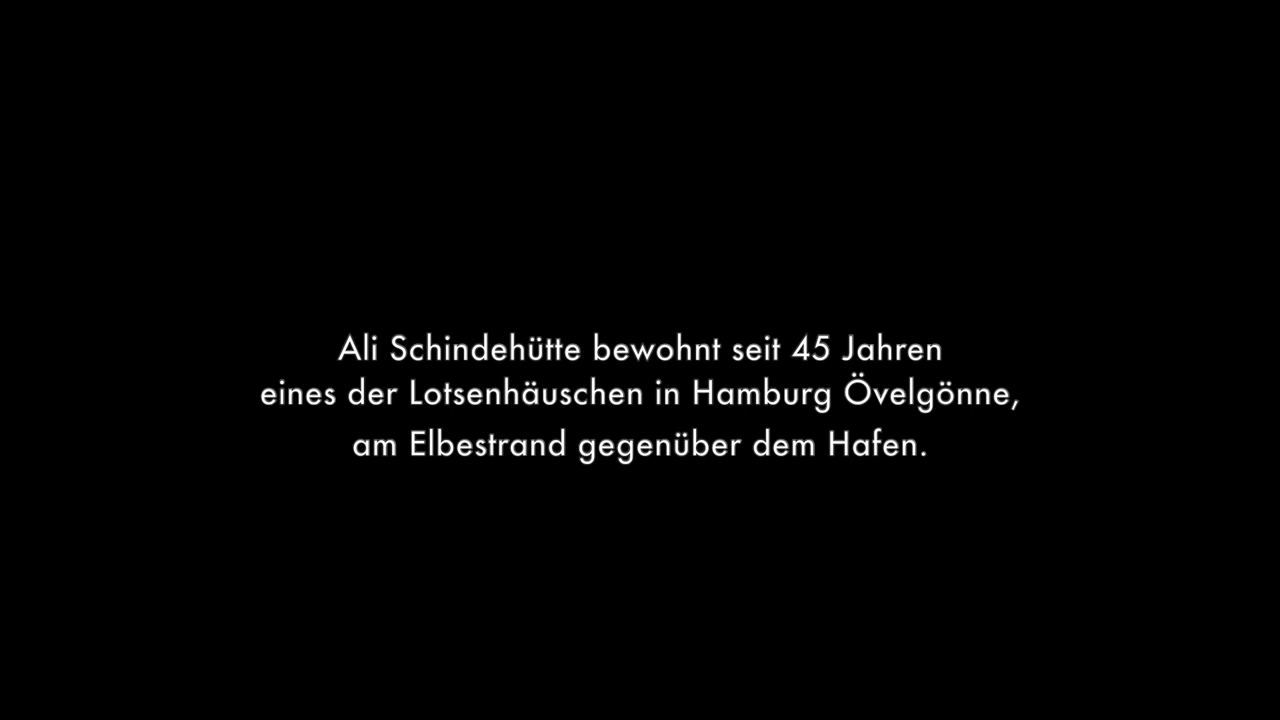 Ali Schindehütte bewohnt seit 45 Jahren
eines der Lotsenhäuschen in Hamburg Övelgönne,
am Elbestrand gegenüber dem Hafen.